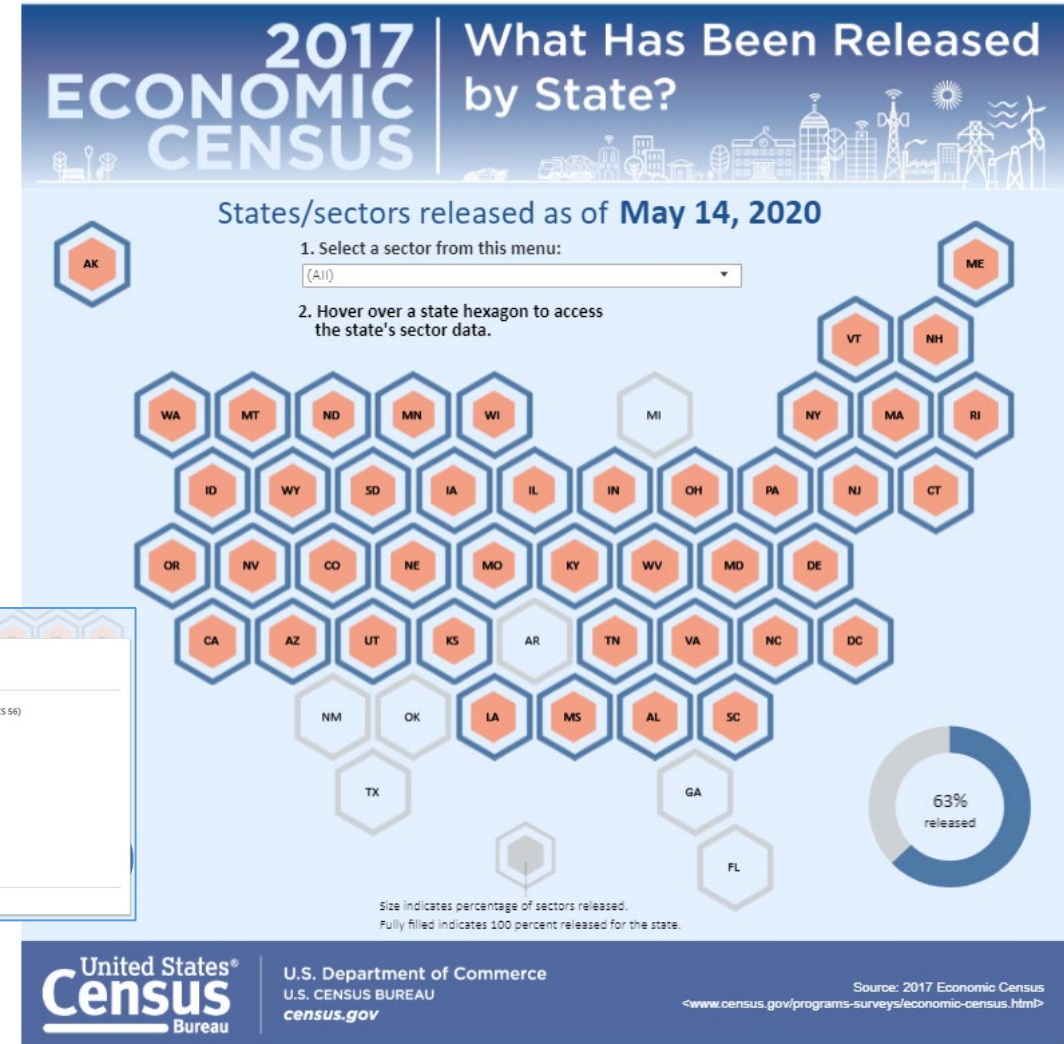 2017
ECONOMIC
CENSUS
What Has Been Released
by State?
States/sectors released as of May 14, 2020
1. Select a sector from this menu:
(All)
2. Hover over a state hexagon to access
the state's sector data.
AK
ME
VT NH
WA MT ND MN WI MI NY MA RI
ID WY SD IA IL IN OH PA NJ CT
OR NV CO NE MO KY WV MD DE
CA AZ UT KS AR TN VA NC DC
NM OK LA MS AL SC
TX GA
FL
63%
released
Size indicates percentage of sectors released.
Fully filled indicates 100 percent released for the state.
United States®
Census
Bureau
U.S. Department of Commerce
U.S. CENSUS BUREAU
census.gov
Source: 2017 Economic Census
<www.census.gov/programs-surveys/economic-census.html>